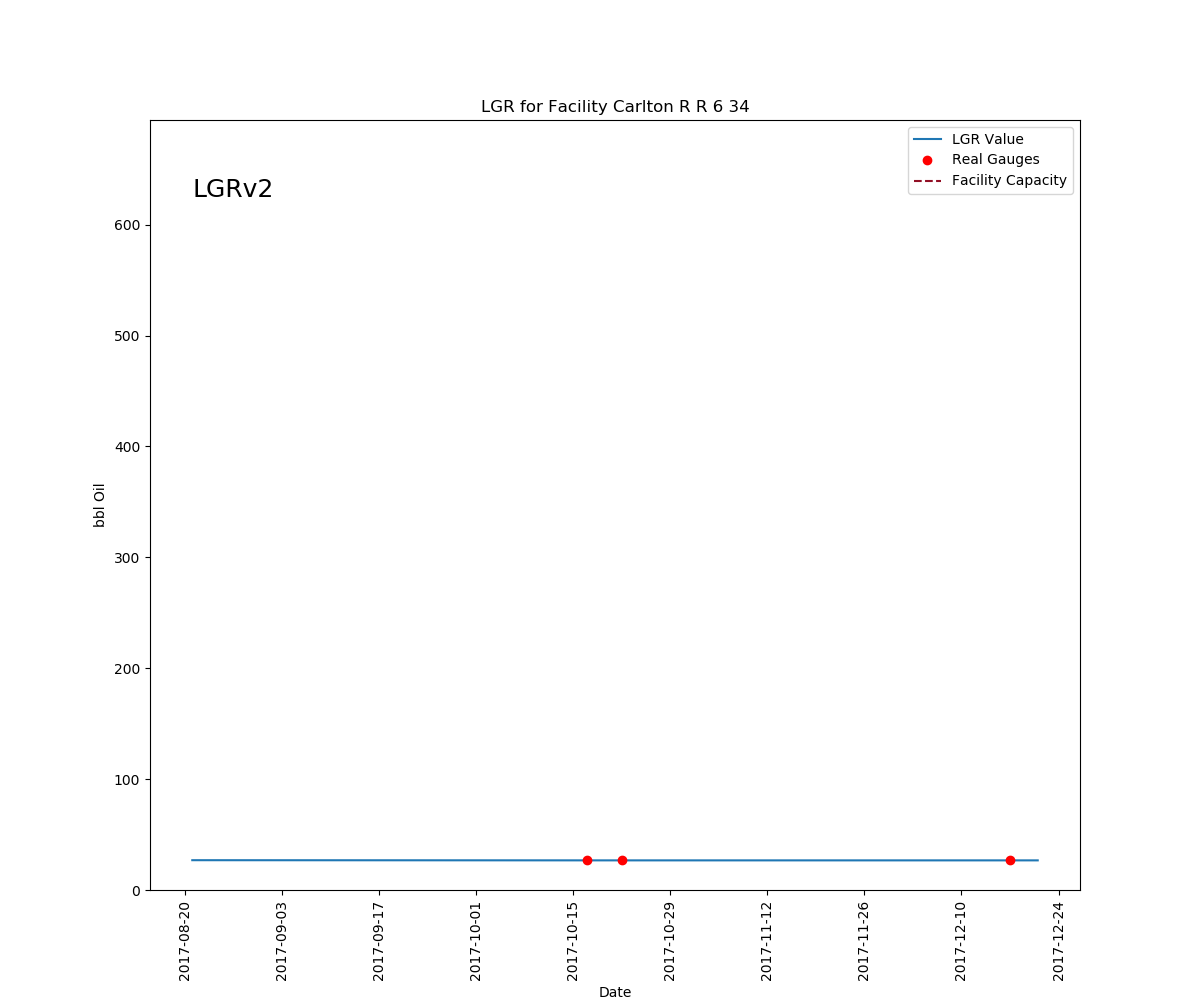 LGR for Facility Carlton R R 6 34
LGRv2
LGR Value
Real Gauges
Facility Capacity
600
500
400
300
200
100
0
bbl Oil
2017-08-20
2017-09-03
2017-09-17
2017-10-01
2017-10-15
2017-10-29
2017-11-12
2017-11-26
2017-12-10
2017-12-24
Date